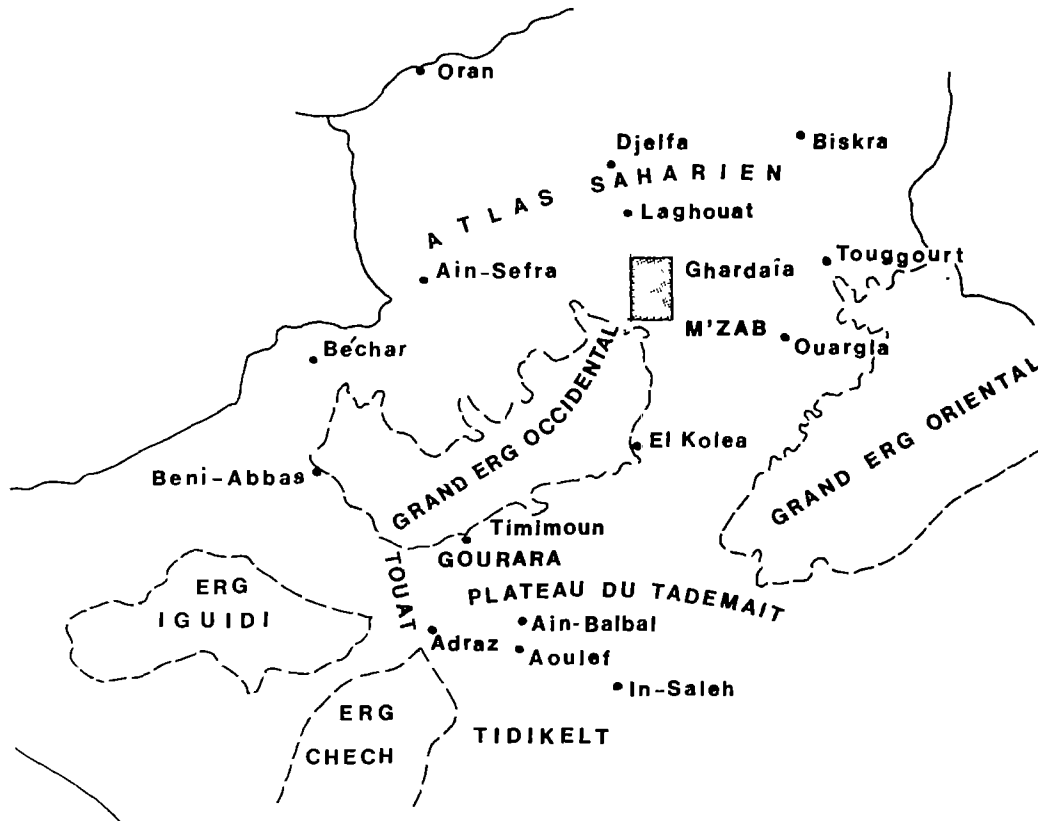 Oran
Djelfa
Biskra
ATLAS SAHARIEN
Laghouat
Ain-Sefra
Ghardaîa
Touggourt
M'ZAB
Ouargla
Béchar
GRAND ERG OCCIDENTAL
GRAND ERG ORIENTAL
El Kolea
Beni-Abbas
Timimoun
GOURARA
TOUAT
ERG
IGUIDI
PLATEAU DU TADEMAIT
Ain-Balbal
Adraz
Aoulef
In-Saleh
ERG
CHECH
TIDIKELT